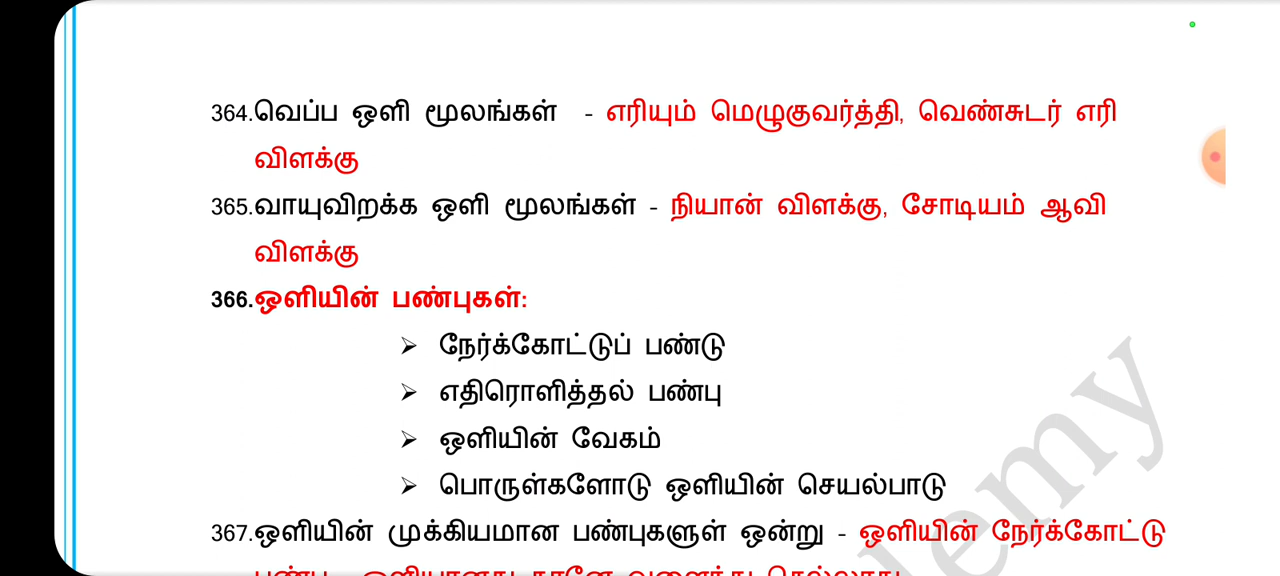 364.வெப்ப ஒளி மூலங்கள் - எரியும் மெழுகுவர்த்தி, வெண்சுடர் எரி
விளக்கு
365.வாயுவிறக்க ஒளி மூலங்கள் - நியான் விளக்கு, சோடியம் ஆவி
விளக்கு
366.ஒளியின் பண்புகள்:
➢ நேர்க்கோட்டுப் பண்டு
➢ எதிரொளித்தல் பண்பு
➢ ஒளியின் வேகம்
➢ பொருள்களோடு ஒளியின் செயல்பாடு
367.ஒளியின் முக்கியமான பண்புகளுள் ஒன்று - ஒளியின் நேர்க்கோட்டு